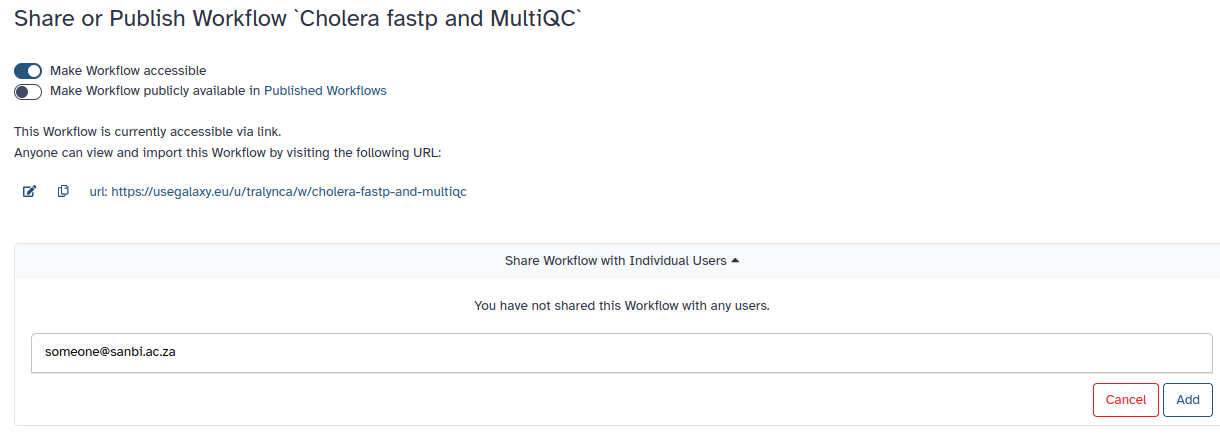 Share or Publish Workflow `Cholera fastp and MultiQC`
Make Workflow accessible
Make Workflow publicly available in Published Workflows
This Workflow is currently accessible via link.
Anyone can view and import this Workflow by visiting the following URL:
url: https://usegalaxy.eu/u/tralynca/w/cholera-fastp-and-multiqc
Share Workflow with Individual Users
You have not shared this Workflow with any users.
someone@sanbi.ac.za
Cancel Add